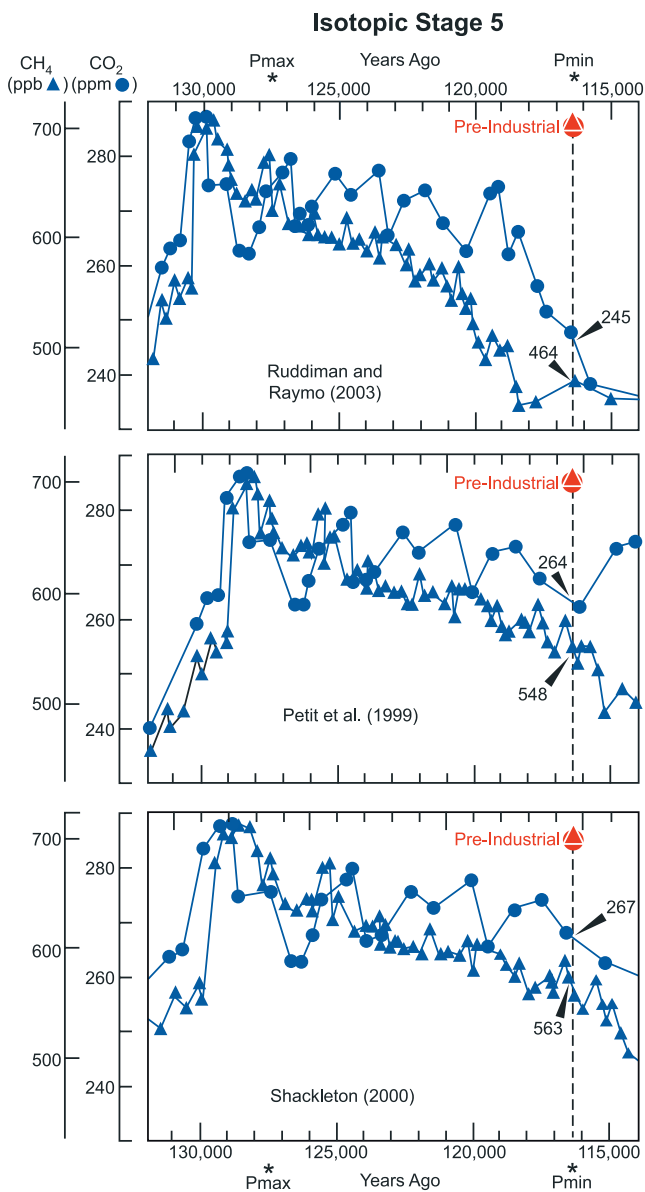 Isotopic Stage 5
CH4 CO2 Pmax Years Ago Pmin
(ppb ▲) (ppm ●) * *
130,000 125,000 120,000 115,000
700
Pre-Industrial
280
600
260
245
500
464
240
Ruddiman and
Raymo (2003)
700
Pre-Industrial
280
264
600
260
548
500
Petit et al. (1999)
240
700
Pre-Industrial
280
267
600
260
563
500
240
Shackleton (2000)
130,000 125,000 120,000 115,000
* *
Pmax Years Ago Pmin